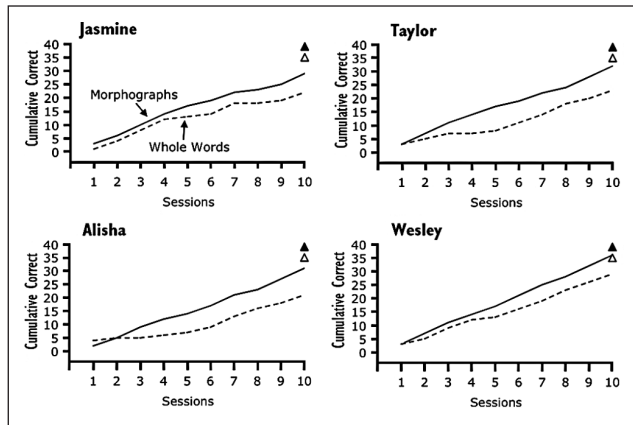 Jasmine
Cumulative Correct
40
35
30
25
20
15
10
5
0
Morphographs
Whole Words
1 2 3 4 5 6 7 8 9 10
Sessions
Taylor
Cumulative Correct
40
35
30
25
20
15
10
5
0
1 2 3 4 5 6 7 8 9 10
Sessions
Alisha
Cumulative Correct
40
35
30
25
20
15
10
5
0
1 2 3 4 5 6 7 8 9 10
Sessions
Wesley
Cumulative Correct
40
35
30
25
20
15
10
5
0
1 2 3 4 5 6 7 8 9 10
Sessions